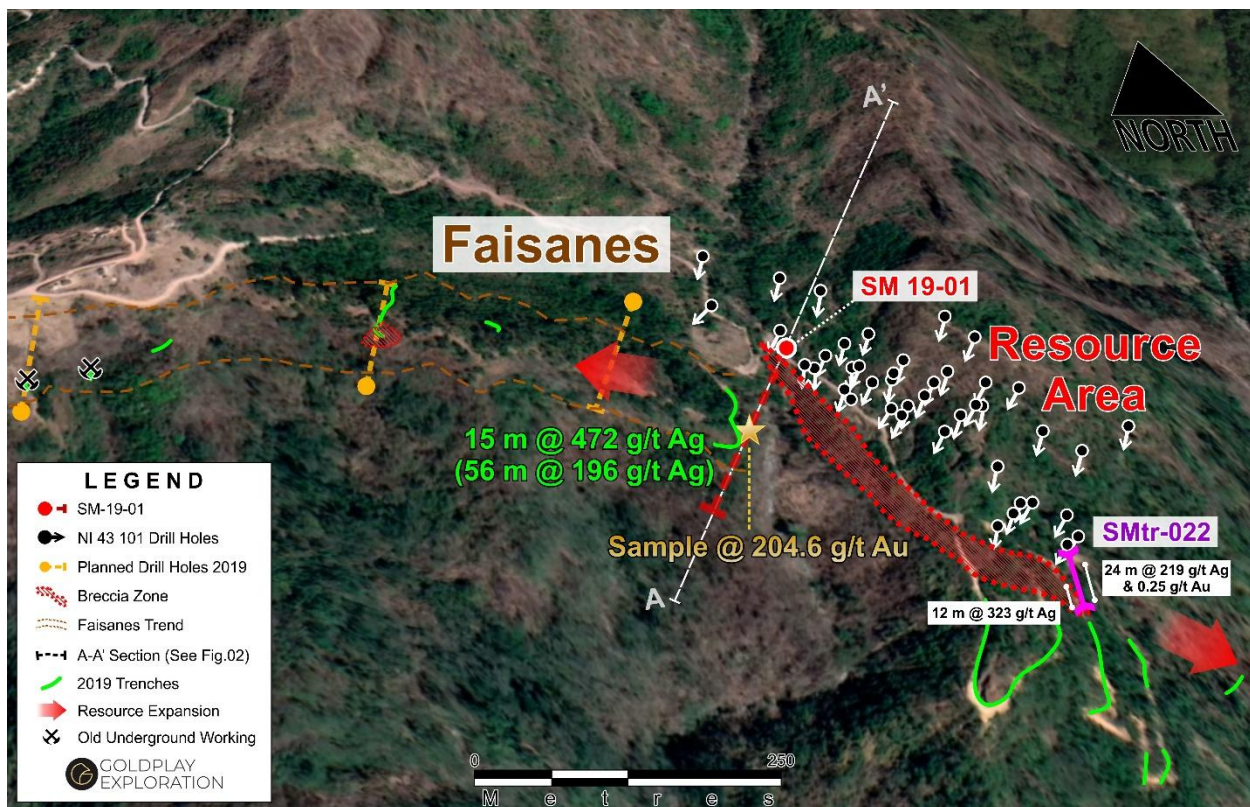 A'
NORTH
Faisanes
SM 19-01
Resource
Area
15 m @ 472 g/t Ag
(56 m @ 196 g/t Ag)
Sample @ 204.6 g/t Au
A
SMtr-022
24 m @ 219 g/t Ag
& 0.25 g/t Au
12 m @ 323 g/t Ag
LEGEND
SM-19-01
NI 43 101 Drill Holes
Planned Drill Holes 2019
Breccia Zone
Faisanes Trend
A-A' Section (See Fig.02)
2019 Trenches
Resource Expansion
Old Underground Working
GOLDPLAY
EXPLORATION
0 250
Metres